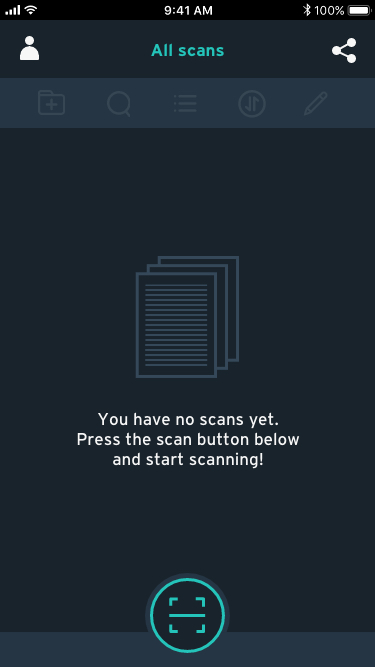 9:41 AM
100%
All scans
You have no scans yet.
Press the scan button below
and start scanning!